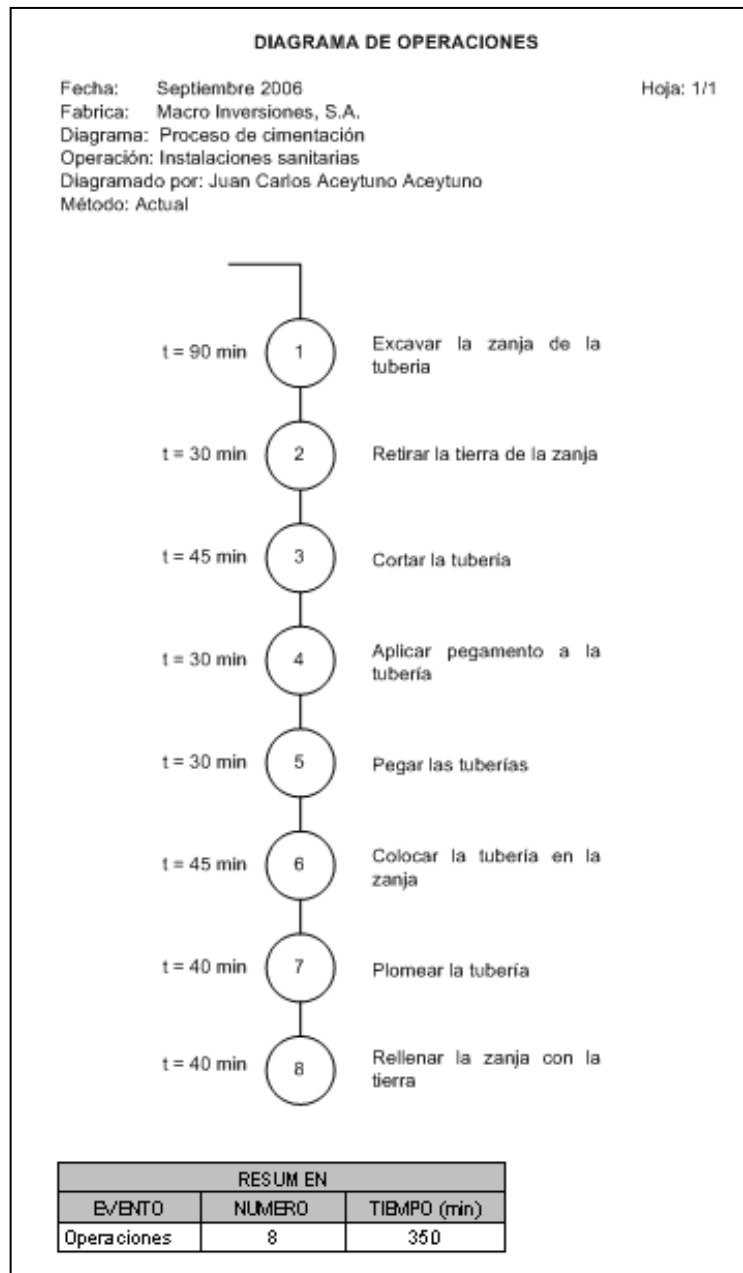 DIAGRAMA DE OPERACIONES
Fecha: Septiembre 2006 Hoja: 1/1
Fabrica: Macro Inversiones, S.A.
Diagrama: Proceso de cimentación
Operación: Instalaciones sanitarias
Diagramado por: Juan Carlos Aceytuno Aceytuno
Método: Actual
t = 90 min 1 Excavar la zanja de la
tuberia
t = 30 min 2 Retirar la tierra de la zanja
t = 45 min 3 Cortar la tubería
t = 30 min 4 Aplicar pegamento a la
tubería
t = 30 min 5 Pegar las tuberías
t = 45 min 6 Colocar la tubería en la
zanja
t = 40 min 7 Plomear la tubería
t = 40 min 8 Rellenar la zanja con la
tierra
RESUMEN
EVENTO NUMERO TIEMPO (min)
Operaciones 8 350